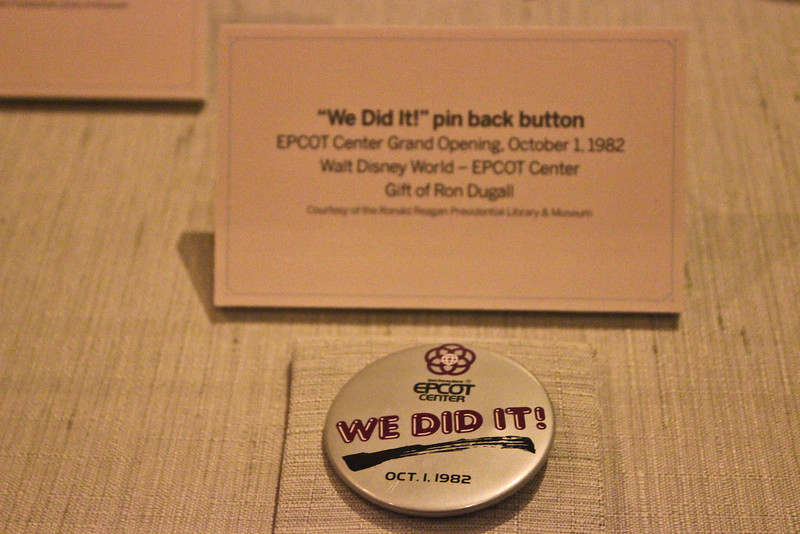 “We Did It!” pin back button
EPCOT Center Grand Opening, October 1, 1982
Walt Disney World – EPCOT Center
Gift of Ron Dugall
Courtesy of the Ronald Reagan Presidential Library & Museum
EPCOT
CENTER
WE DID IT!
OCT. 1, 1982